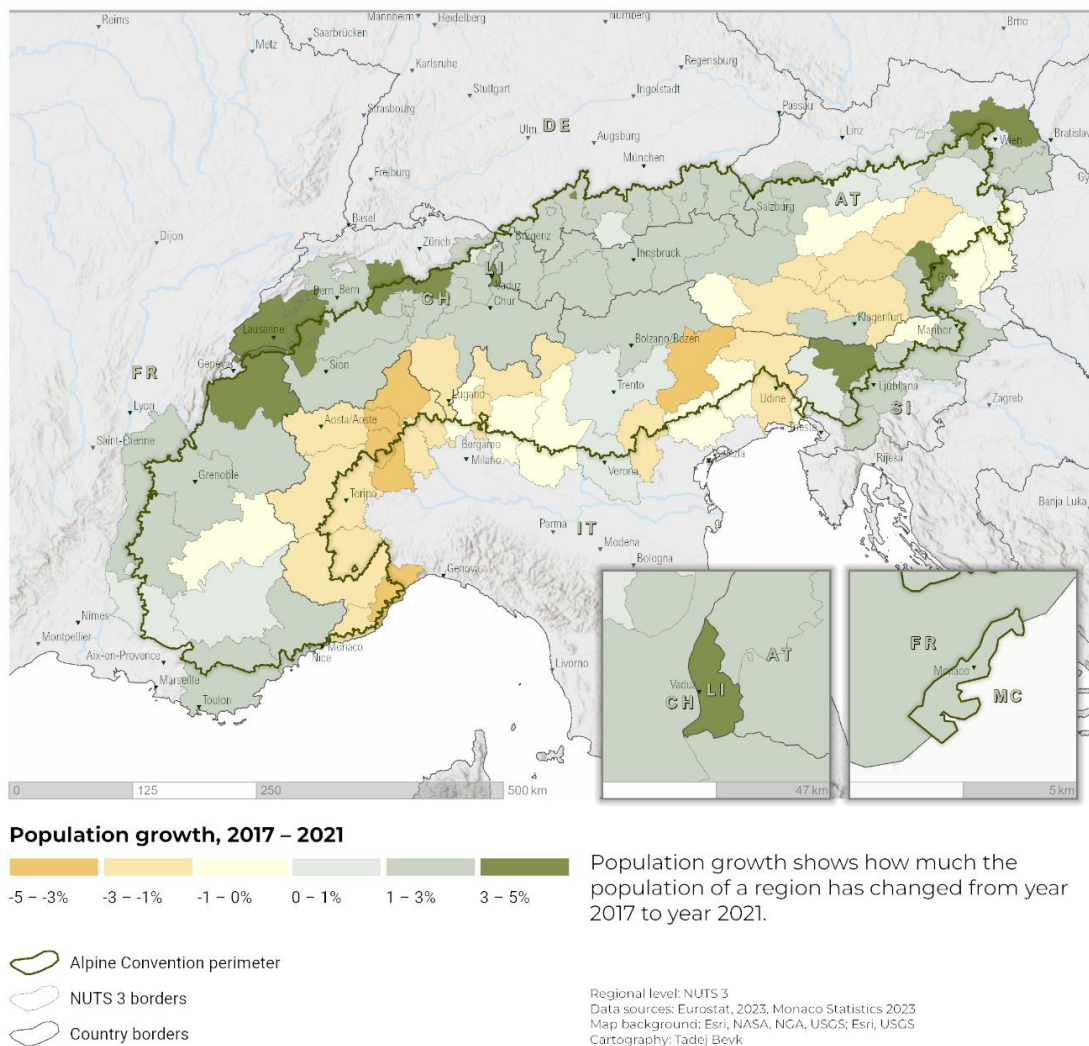 Reims
Mannheim
Heidelberg
Nürnberg
Brno
Metz
Saarbrücken
Karlsruhe
Regensburg
Stuttgart
Ingolstadt
Strasbourg
Passau
DE
Ulm
Augsburg
Linz
Wien
Bratislav
Freiburg
München
Gy
Salzburg
AT
Basel
Dijon
Zürich
Bregenz
Innsbruck
LI
Vaduz
Bern
Bern
CH
Chur
Lausanne
Klagenfurt
Maribor
Genève
Sion
Bolzano/Bozen
FR
Lyon
Lugano
Trento
Ljubljana
Aosta/Aoste
Udine
SI
Zagreb
Saint-Étienne
Bergamo
Trieste
Milano
Verona
Rijeka
Grenoble
Torino
Banja Luka
Parma
IT
Modena
Genova
Bologna
Nîmes
Montpellier
Monaco
Nice
Aix-en-Provence
Livorno
Marseille
Toulon
AT
Vaduz
LI
CH
FR
Monaco
MC
0 125 250 500 km
47 km
5 km
Population growth, 2017 – 2021
-5 – -3% -3 – -1% -1 – 0% 0 – 1% 1 – 3% 3 – 5%
Population growth shows how much the
population of a region has changed from year
2017 to year 2021.
Alpine Convention perimeter
NUTS 3 borders
Country borders
Regional level: NUTS 3
Data sources: Eurostat, 2023, Monaco Statistics 2023
Map background: Esri, NASA, NGA, USGS; Esri, USGS
Cartography: Tadej Bevk